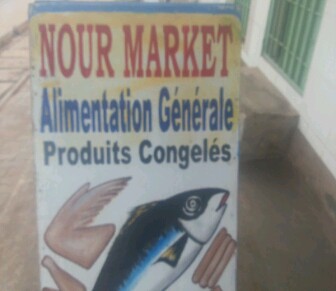 NOUR MARKET
Alimentation Générale
Produits Congelés